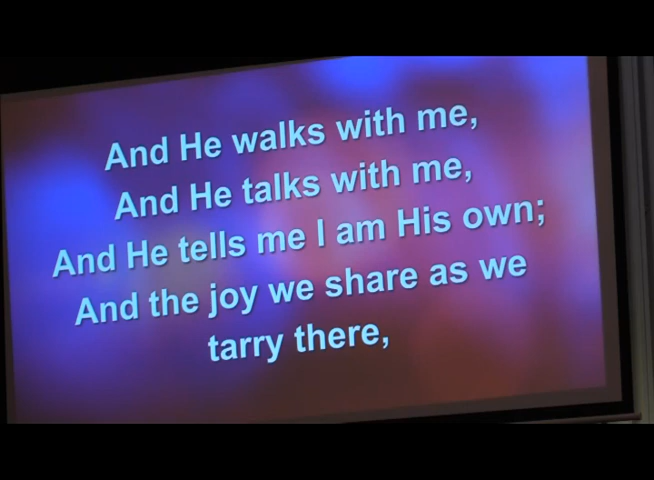 And He walks with me,
And He talks with me,
And He tells me I am His own;
And the joy we share as we
tarry there,